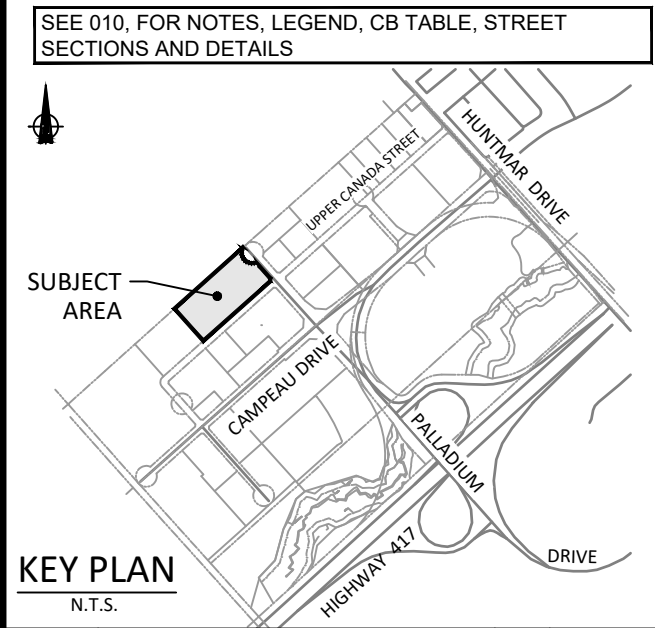 SEE 010, FOR NOTES, LEGEND, CB TABLE, STREET
SECTIONS AND DETAILS
HUNTMAR DRIVE
UPPER CANADA STREET
SUBJECT
AREA
CAMPEAU DRIVE
PALLADIUM
DRIVE
HIGHWAY 417
KEY PLAN
N.T.S.